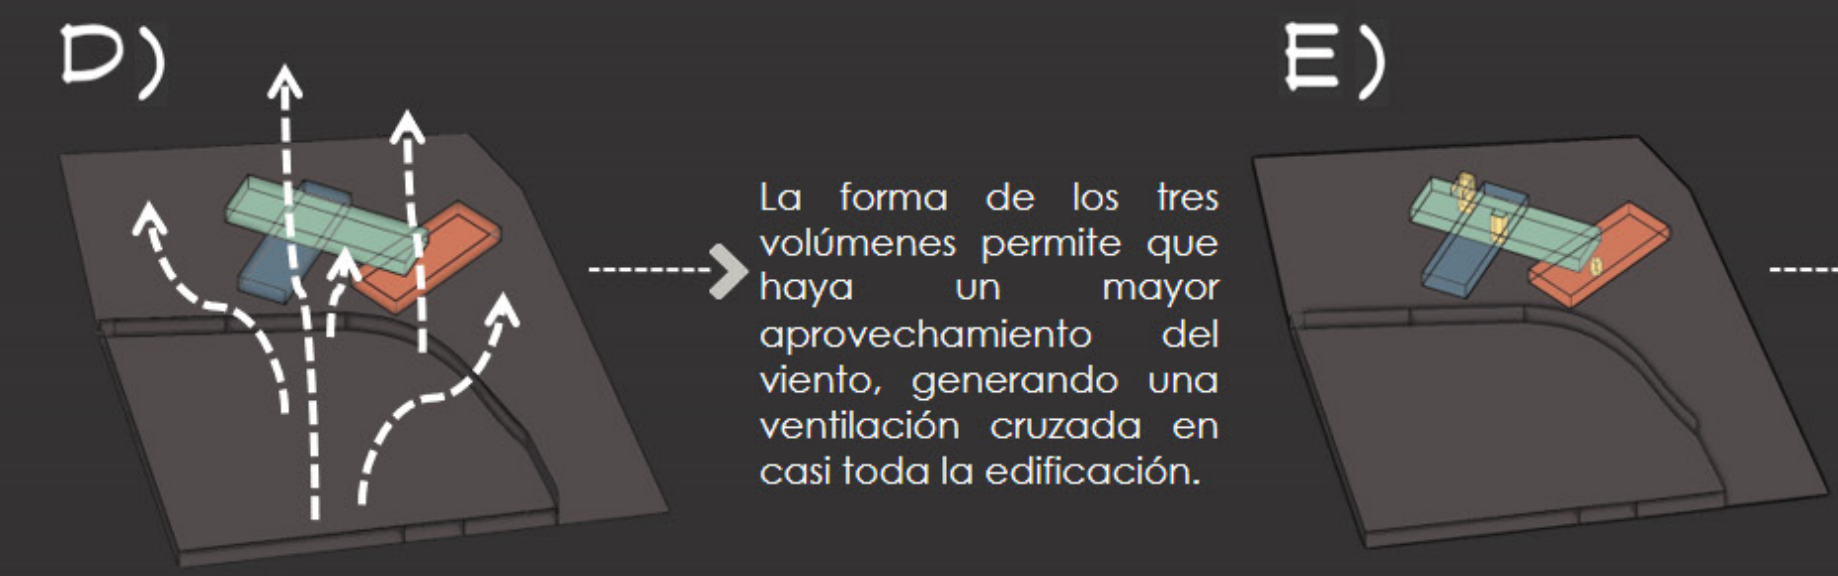 D)
La forma de los tres
volúmenes permite que
haya un mayor
aprovechamiento del
viento, generando una
ventilación cruzada en
casi toda la edificación.
E)